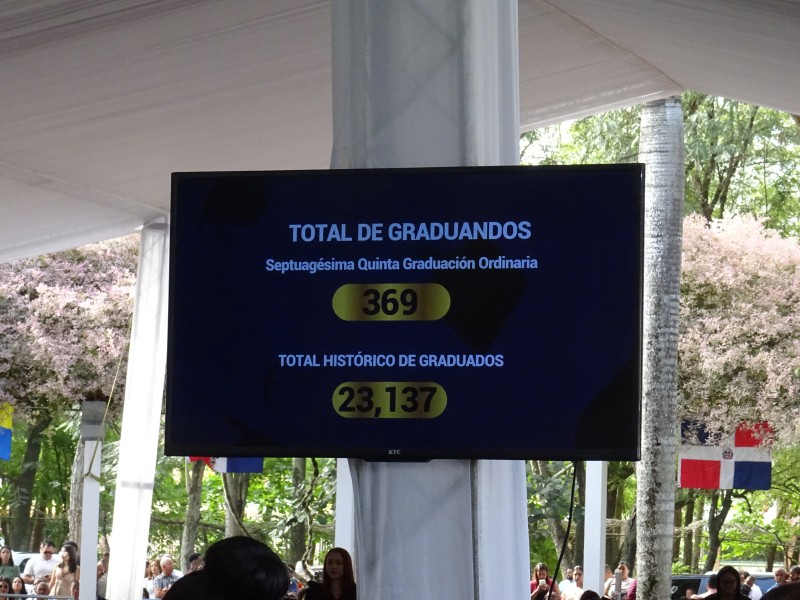 TOTAL DE GRADUANDOS
Septuagésima Quinta Graduación Ordinaria
369
TOTAL HISTÓRICO DE GRADUADOS
23,137